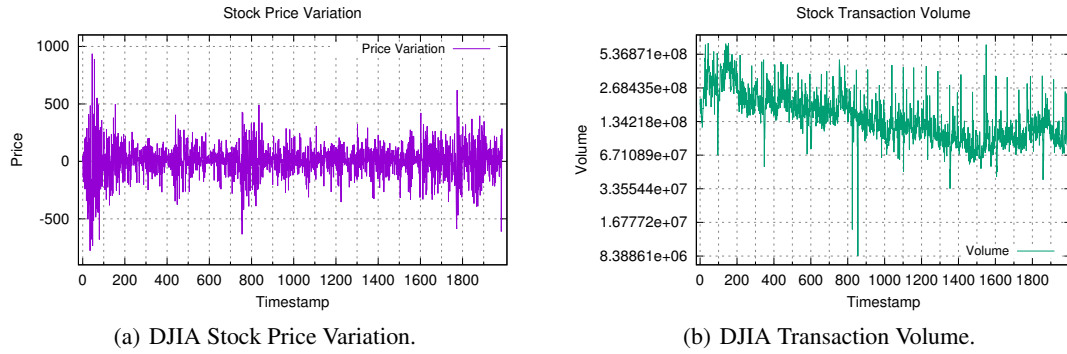 Stock Price Variation
1000
500
0
-500
Price
Price Variation
0 200 400 600 800 1000 1200 1400 1600 1800
Timestamp
(a) DJIA Stock Price Variation.
Stock Transaction Volume
5.36871e+08
2.68435e+08
1.34218e+08
6.71089e+07
3.35544e+07
1.67772e+07
8.38861e+06
Volume
Volume
0 200 400 600 800 1000 1200 1400 1600 1800
Timestamp
(b) DJIA Transaction Volume.